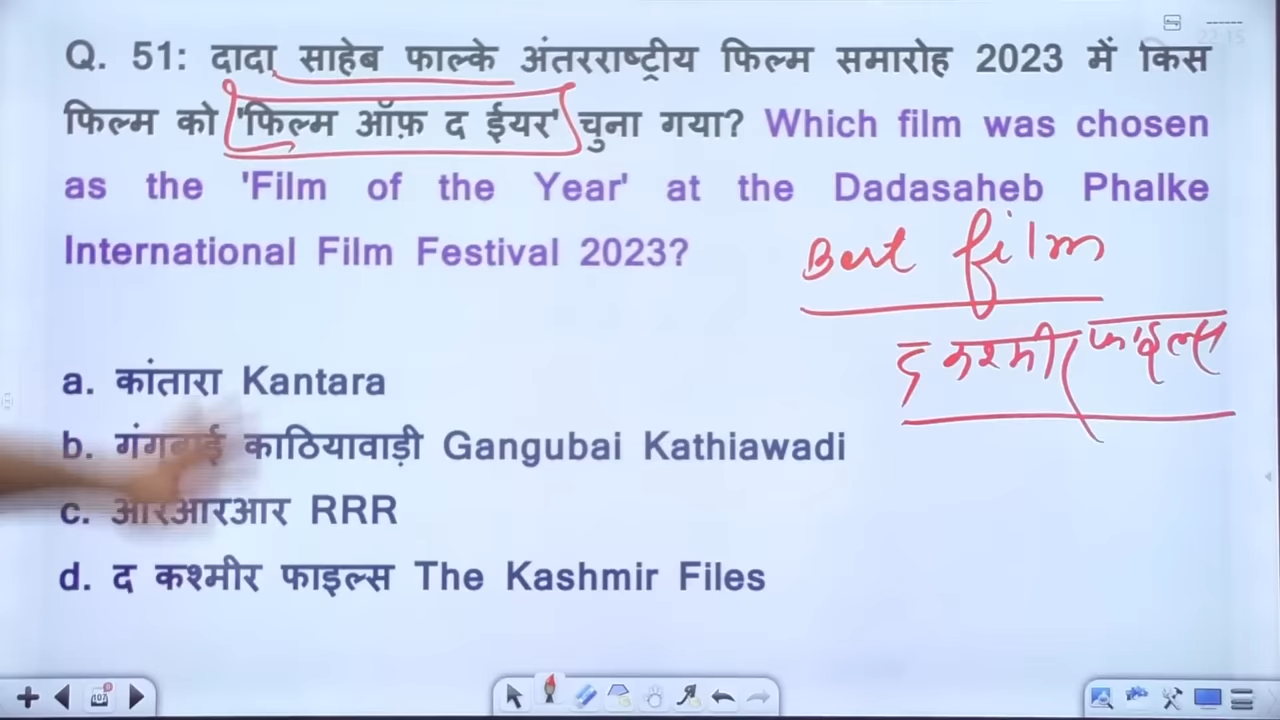 Q. 51: दादा साहेब फाल्के अंतरराष्ट्रीय फिल्म समारोह 2023 में किस
फिल्म को 'फिल्म ऑफ़ द ईयर' चुना गया? Which film was chosen
as the 'Film of the Year' at the Dadasaheb Phalke
International Film Festival 2023?
Best film
द कश्मीर फाइल्स
a. कांतारा Kantara
b. गंगूबाई काठियावाड़ी Gangubai Kathiawadi
c. आरआरआर RRR
d. द कश्मीर फाइल्स The Kashmir Files